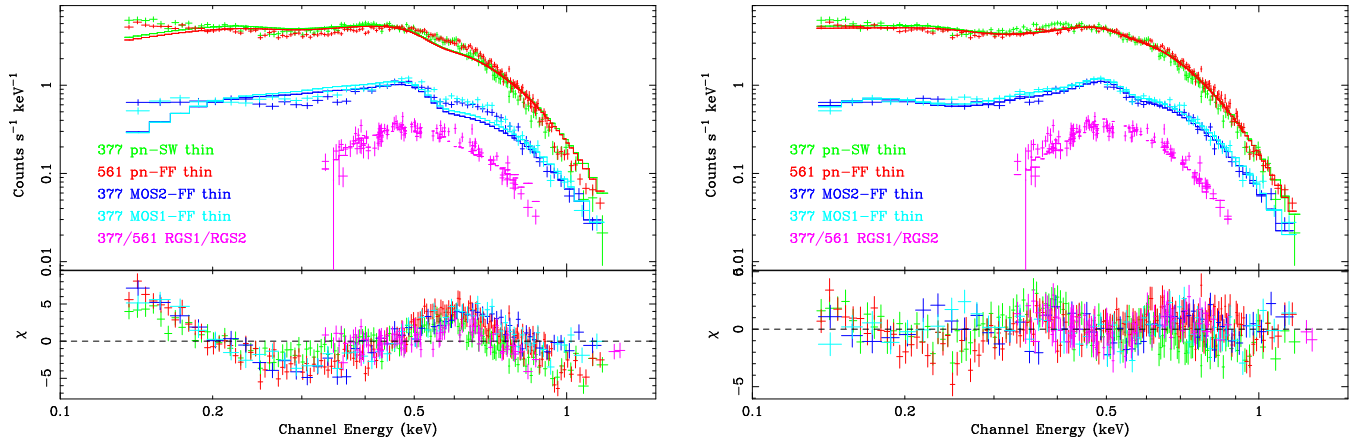 Counts s⁻¹ keV⁻¹
1
0.1
0.01
377 pn-SW thin
561 pn-FF thin
377 MOS2-FF thin
377 MOS1-FF thin
377/561 RGS1/RGS2
χ
5
0
-5
0.1
0.2
0.5
1
Channel Energy (keV)
Counts s⁻¹ keV⁻¹
1
0.1
0.01
377 pn-SW thin
561 pn-FF thin
377 MOS2-FF thin
377 MOS1-FF thin
377/561 RGS1/RGS2
χ
0
-5
0.1
0.2
0.5
1
Channel Energy (keV)